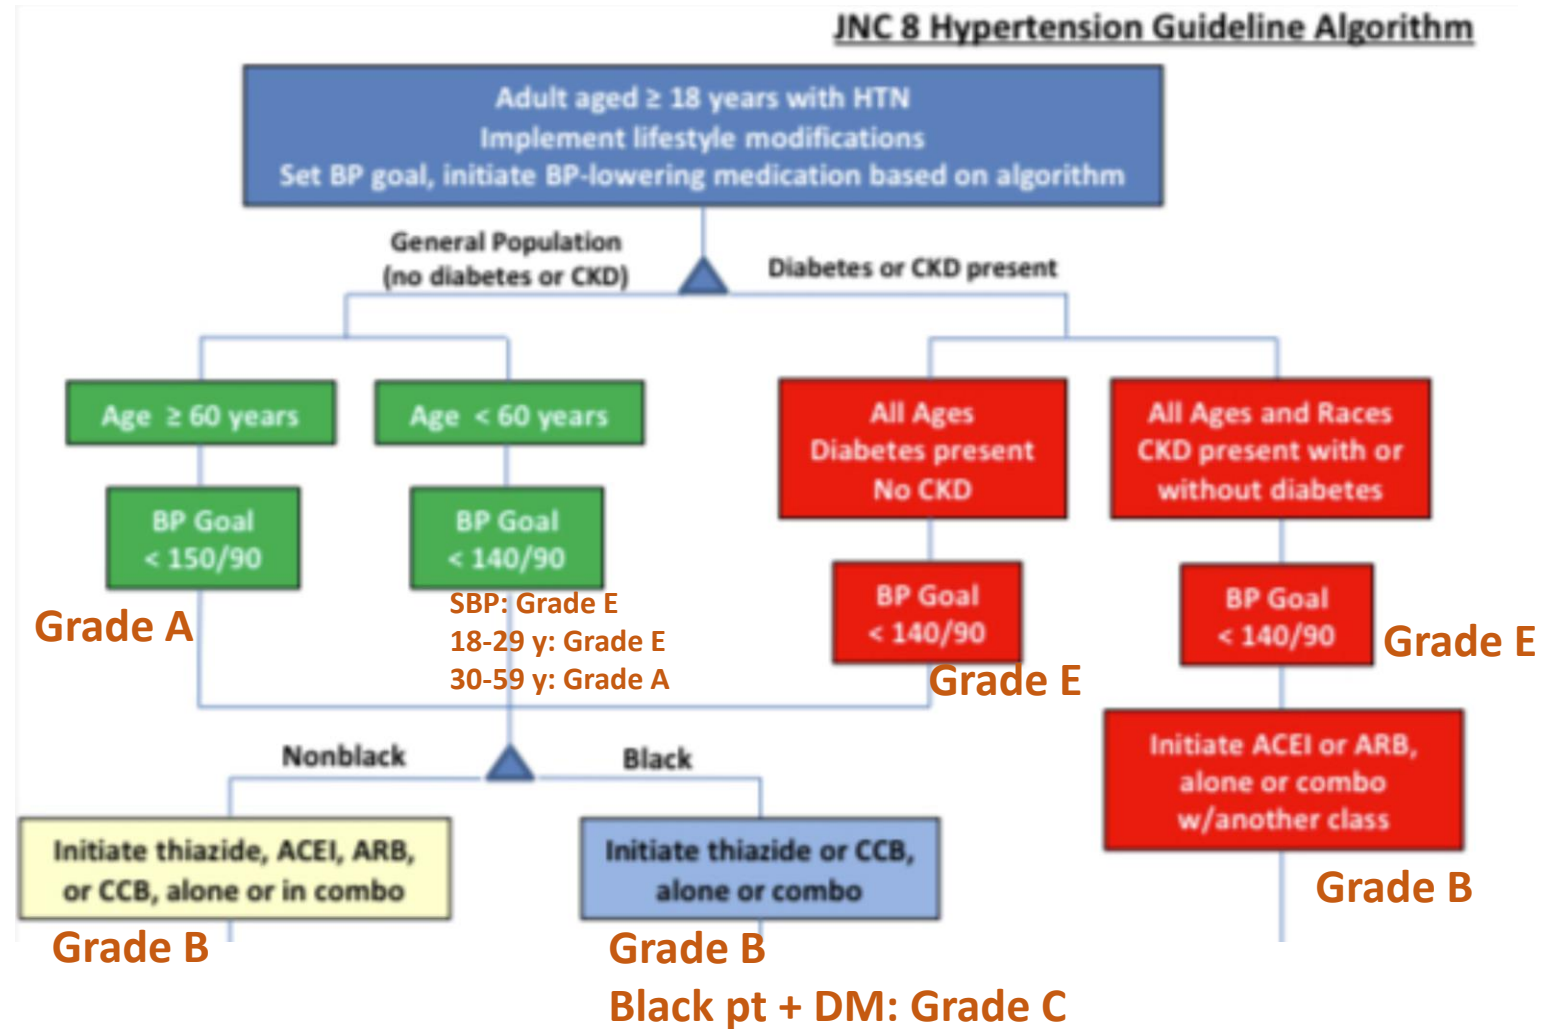 JNC 8 Hypertension Guideline Algorithm
Adult aged ≥ 18 years with HTN
Implement lifestyle modifications
Set BP goal, initiate BP-lowering medication based on algorithm
General Population
(no diabetes or CKD)
Diabetes or CKD present
Age ≥ 60 years
Age < 60 years
All Ages
Diabetes present
No CKD
All Ages and Races
CKD present with or
without diabetes
BP Goal
< 150/90
Grade A
BP Goal
< 140/90
SBP: Grade E
18-29 y: Grade E
30-59 y: Grade A
BP Goal
< 140/90
Grade E
BP Goal
< 140/90
Grade E
Initiate ACEI or ARB,
alone or combo
w/another class
Grade B
Nonblack
Black
Initiate thiazide, ACEI, ARB,
or CCB, alone or in combo
Grade B
Initiate thiazide or CCB,
alone or combo
Grade B
Black pt + DM: Grade C